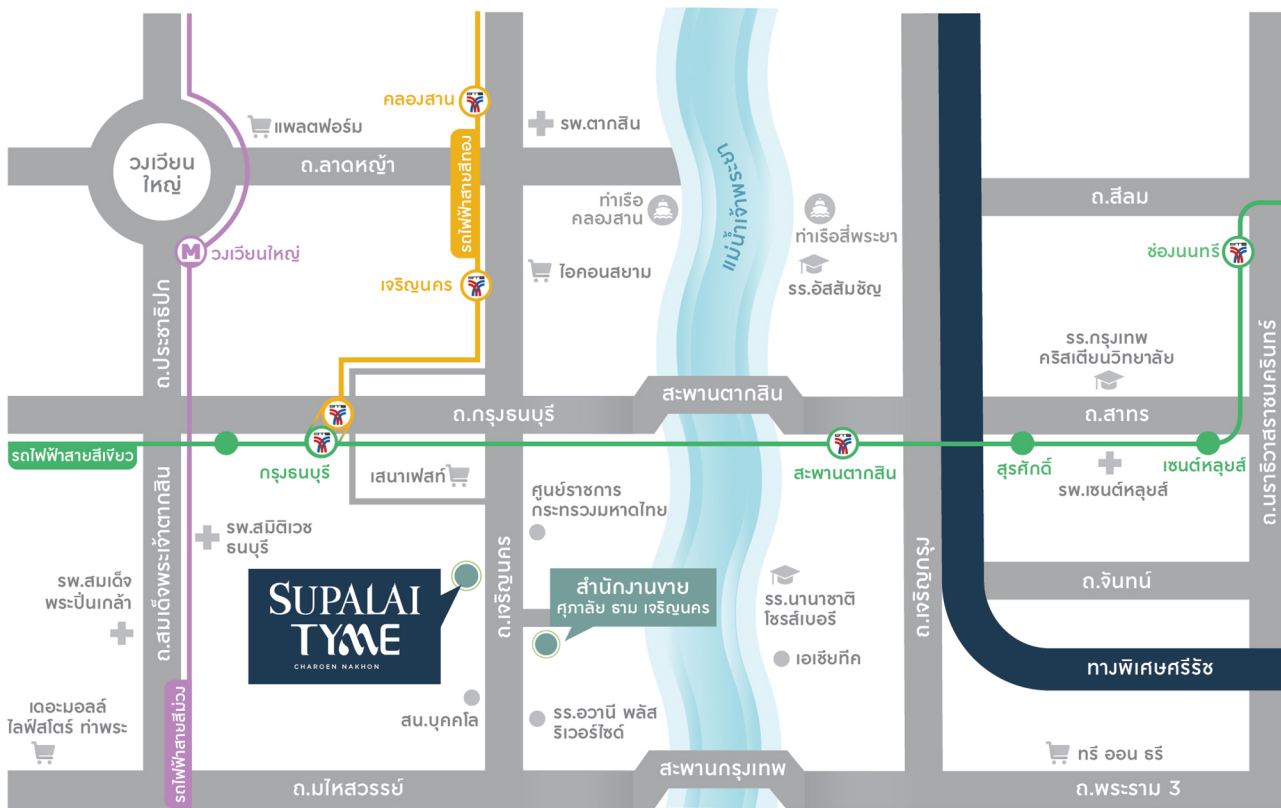 คลองสาน
แพลตฟอร์ม
รพ.ตากสิน
วงเวียน
ใหญ่
ถ.ลาดหญ้า
รถไฟฟ้าสายสีทอง
แม่น้ำเจ้าพระยา
ท่าเรือ
คลองสาน
ท่าเรือสี่พระยา
ถ.สีลม
M
วงเวียนใหญ่
ช่องนนทรี
ไอคอนสยาม
เจริญนคร
รร.อัสสัมชัญ
ถ.ประชาธิปก
รร.กรุงเทพ
คริสเตียนวิทยาลัย
ถ.นราธิวาสราชนครินทร์
สะพานตากสิน
ถ.กรุงธนบุรี
ถ.สาทร
รถไฟฟ้าสายสีเขียว
กรุงธนบุรี
เสนาเฟสท์
สะพานตากสิน
สุรศักดิ์
เซนต์หลุยส์
รพ.เซนต์หลุยส์
ศูนย์ราชการ
กระทรวงมหาดไทย
รพ.สมิติเวช
ธนบุรี
ถ.สมเด็จพระเจ้าตากสิน
รพ.สมเด็จ
พระปิ่นเกล้า
SUPALAI
TYME
CHAROEN NAKHON
ถ.เจริญนคร
สำนักงานขาย
ศุภาลัย ธาม เจริญนคร
รร.นานาชาติ
โชรส์เบอรี
ถ.เจริญกรุง
ถ.จันทน์
เอเชียทีค
ทางพิเศษศรีรัช
เดอะมอลล์
ไลฟ์สโตร์ ท่าพระ
รถไฟฟ้าสายสีม่วง
สน.บุคคโล
รร.อวานี พลัส
ริเวอร์ไซด์
ทรี ออน ธรี
สะพานกรุงเทพ
ถ.มไหสวรรย์
ถ.พระราม 3